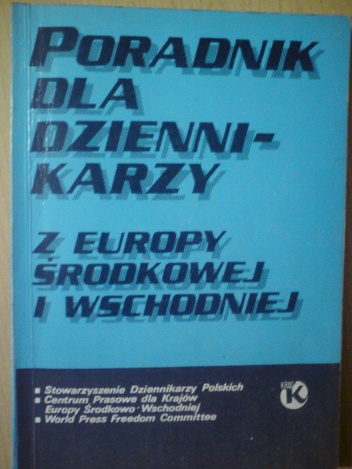 PORADNIK
DLA
DZIENNI-
KARZY
Z EUROPY
ŚRODKOWEJ
I WSCHODNIEJ
▪ Stowarzyszenie Dziennikarzy Polskich
▪ Centrum Prasowe dla Krajów
Europy Środkowo-Wschodniej
▪ World Press Freedom Committee
KRĄG
K